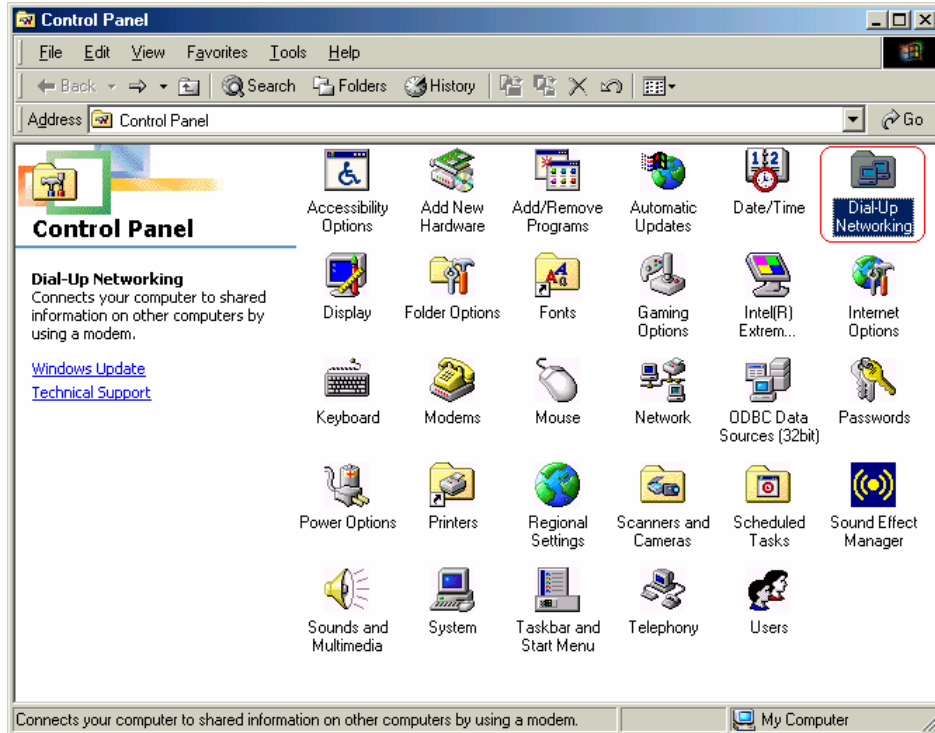 Control Panel
File Edit View Favorites Tools Help
Back Search Folders History
Address Control Panel Go
Control Panel
Dial-Up Networking
Connects your computer to shared
information on other computers by
using a modem.
Windows Update
Technical Support
Accessibility
Options
Add New
Hardware
Add/Remove
Programs
Automatic
Updates
12
Date/Time
Dial-Up
Networking
Display
Folder Options
Fonts
Gaming
Options
Intel(R)
Extrem...
Internet
Options
Keyboard
Modems
Mouse
Network
ODBC Data
Sources (32bit)
Passwords
Power Options
Printers
Regional
Settings
Scanners and
Cameras
Scheduled
Tasks
Sound Effect
Manager
Sounds and
Multimedia
System
Taskbar and
Start Menu
Telephony
Users
Connects your computer to shared information on other computers by using a modem. My Computer